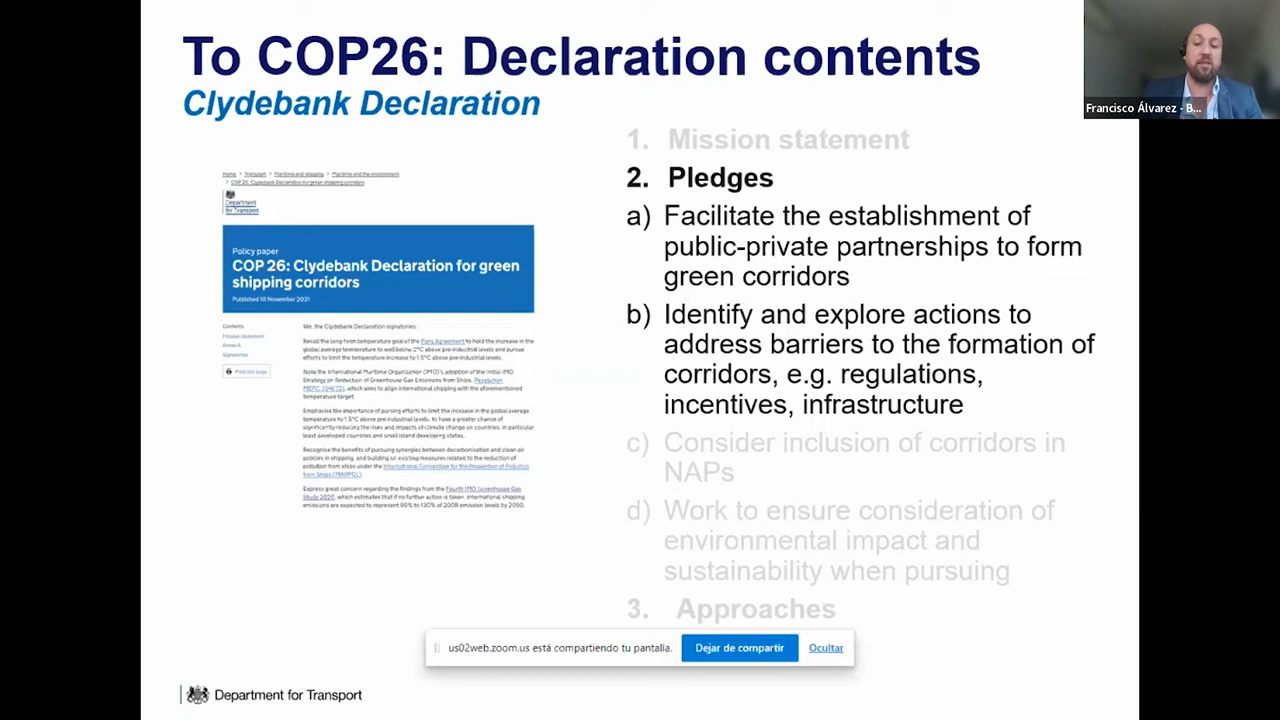 To COP26: Declaration contents
Clydebank Declaration
Francisco Álvarez - B...
1. Mission statement
2. Pledges
a) Facilitate the establishment of
public-private partnerships to form
green corridors
b) Identify and explore actions to
address barriers to the formation of
corridors, e.g. regulations,
incentives, infrastructure
c) Consider inclusion of corridors in
NAPs
d) Work to ensure consideration of
environmental impact and
sustainability when pursuing
3. Approaches
Home > Transport > Maritime and shipping > Maritime and the environment
> COP 26: Clydebank Declaration for green shipping corridors
Department
for Transport
Policy paper
COP 26: Clydebank Declaration for green
shipping corridors
Published 10 November 2021
Contents
Annex A
Signatories
Print this page
We, the Clydebank Declaration signatories:
Recall the long term temperature goal of the Paris Agreement to hold the increase in the
global average temperature to well below 2°C above pre-industrial levels and pursue
efforts to limit the temperature increase to 1.5°C above pre-industrial levels.
Note the International Maritime Organization (IMO)'s adoption of the Initial IMO
Strategy on Reduction of Greenhouse Gas Emissions from Ships, Resolution
MEPC.304(72), which aims to align international shipping with the aforementioned
temperature target.
Emphasise the importance of pursuing efforts to limit the increase in the global average
temperature to 1.5°C above pre-industrial levels, to have a greater chance of
significantly reducing the risks and impacts of climate change on countries, in particular
least developed countries and small island developing states.
Recognise the benefits of pursuing synergies between decarbonisation and clean air
policies in shipping, and building on existing measures related to the reduction of
pollution from ships under the International Convention for the Prevention of Pollution
from Ships (MARPOL).
Express great concern regarding the findings from the Fourth IMO Greenhouse Gas
Study 2020, which estimates that if no further action is taken, international shipping
emissions are expected to represent 90% to 130% of 2008 emission levels by 2050.
us02web.zoom.us está compartiendo tu pantalla.
Dejar de compartir
Ocultar
Department for Transport